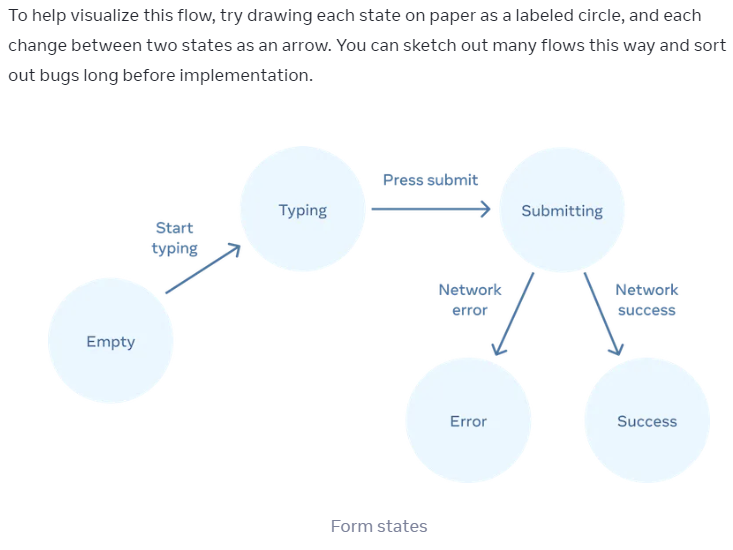 To help visualize this flow, try drawing each state on paper as a labeled circle, and each
change between two states as an arrow. You can sketch out many flows this way and sort
out bugs long before implementation.
Press submit
Typing
Submitting
Start
typing
Network
error
Network
success
Empty
Error
Success
Form states